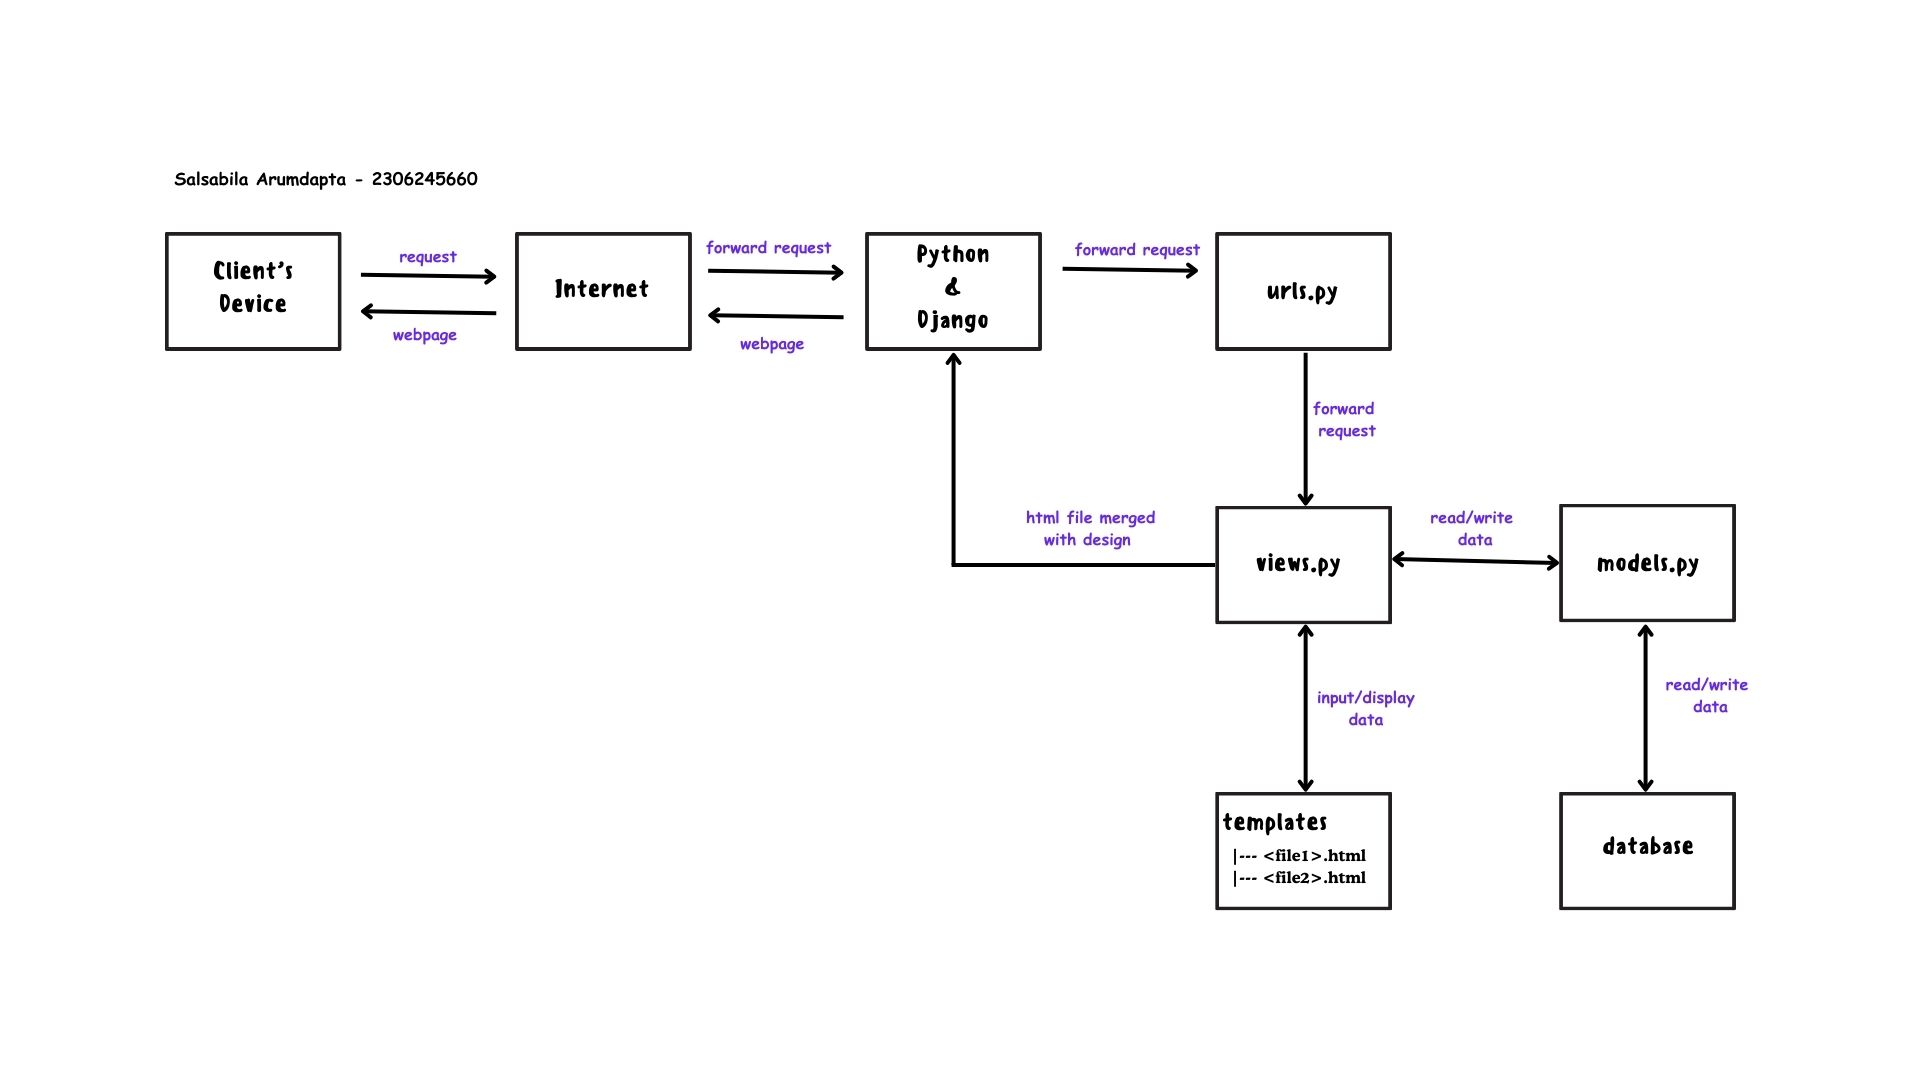 Salsabila Arumdapta - 2306245660
Client's
Device
request
webpage
Internet
forward request
webpage
Python
&
Django
forward request
urls.py
forward
request
html file merged
with design
views.py
read/write
data
models.py
input/display
data
read/write
data
templates
|--- <file1>.html
|--- <file2>.html
database